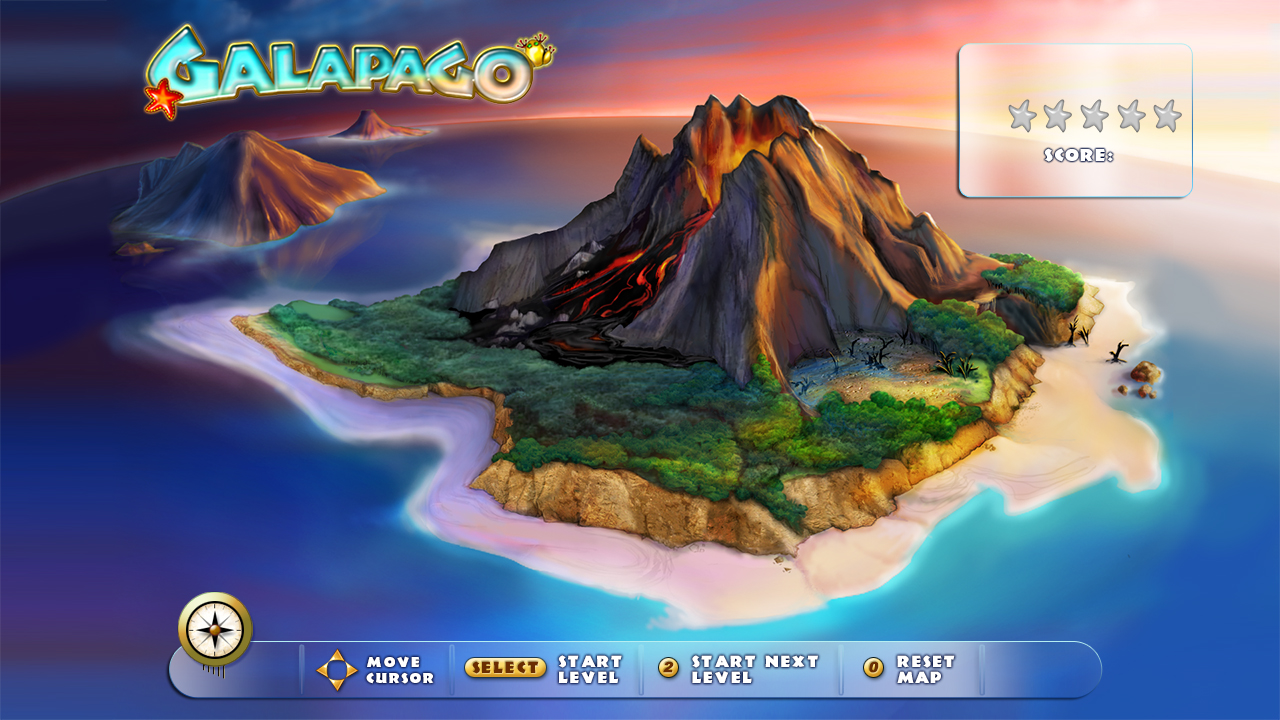 GALAPAGO
SCORE:
MOVE
CURSOR
SELECT
START
LEVEL
2
START NEXT
LEVEL
0
RESET
MAP